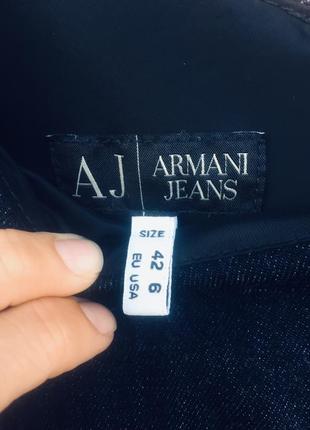 AJ
ARMANI
JEANS
SIZE
42 6
EU USA